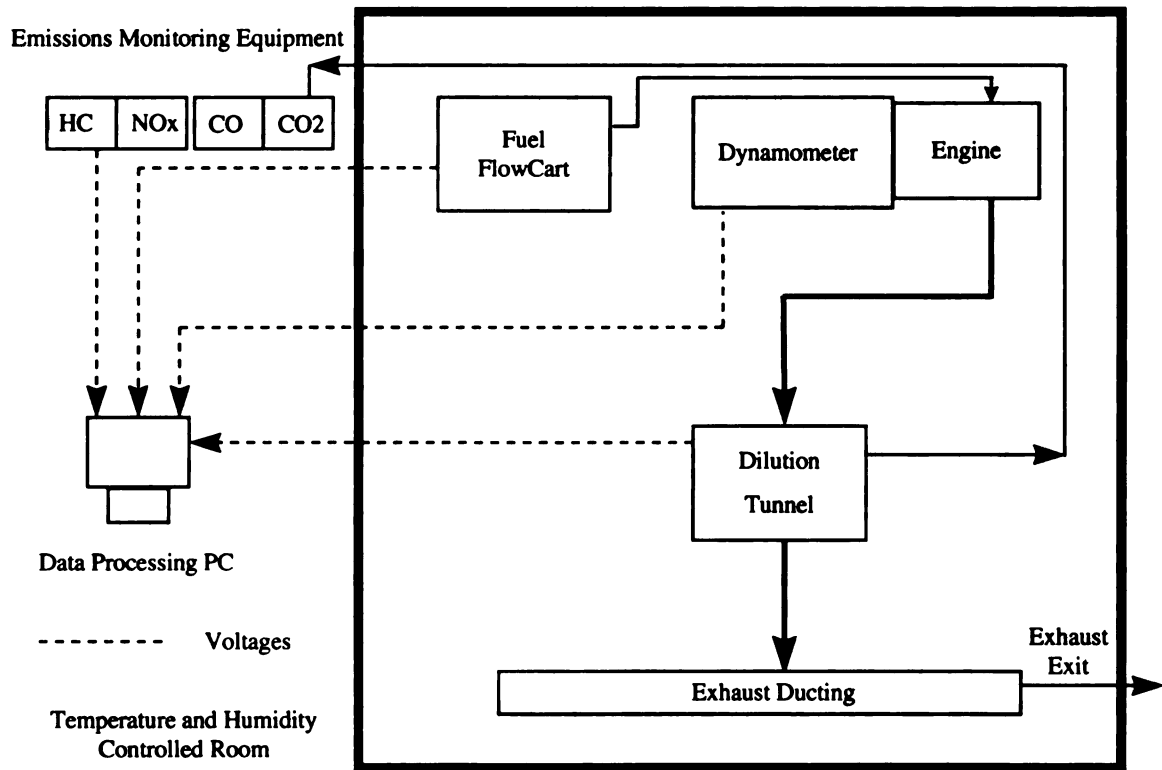 Emissions Monitoring Equipment
HC NOx CO CO2
Fuel
FlowCart
Dynamometer
Engine
Dilution
Tunnel
Data Processing PC
Voltages
Exhaust
Exit
Exhaust Ducting
Temperature and Humidity
Controlled Room